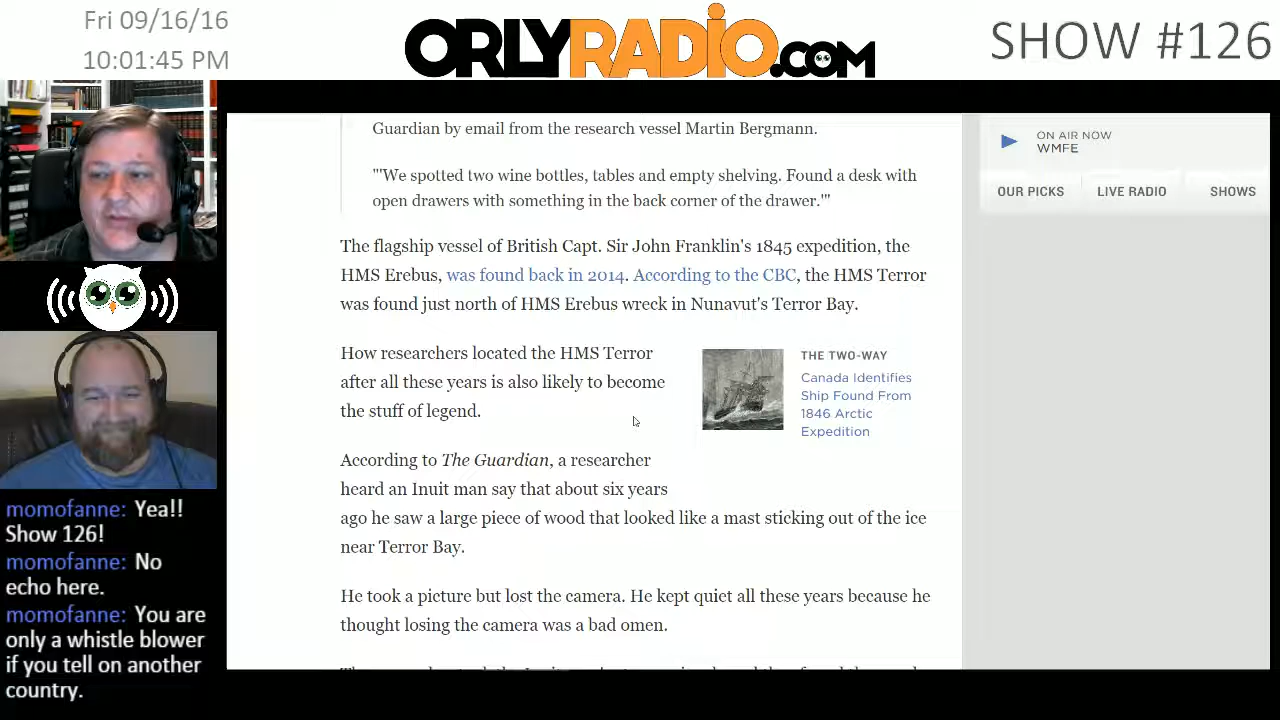 Fri 09/16/16
10:01:45 PM
ORLYRADIO.COM
SHOW #126
Guardian by email from the research vessel Martin Bergmann.
"'We spotted two wine bottles, tables and empty shelving. Found a desk with
open drawers with something in the back corner of the drawer.'"
The flagship vessel of British Capt. Sir John Franklin's 1845 expedition, the
HMS Erebus, was found back in 2014. According to the CBC, the HMS Terror
was found just north of HMS Erebus wreck in Nunavut's Terror Bay.
How researchers located the HMS Terror
after all these years is also likely to become
the stuff of legend.
THE TWO-WAY
Canada Identifies
Ship Found From
1846 Arctic
Expedition
According to The Guardian, a researcher
heard an Inuit man say that about six years
ago he saw a large piece of wood that looked like a mast sticking out of the ice
near Terror Bay.
He took a picture but lost the camera. He kept quiet all these years because he
thought losing the camera was a bad omen.
ON AIR NOW
WMFE
OUR PICKS
LIVE RADIO
SHOWS
momofanne: Yea!!
Show 126!
momofanne: No
echo here.
momofanne: You are
only a whistle blower
if you tell on another
country.